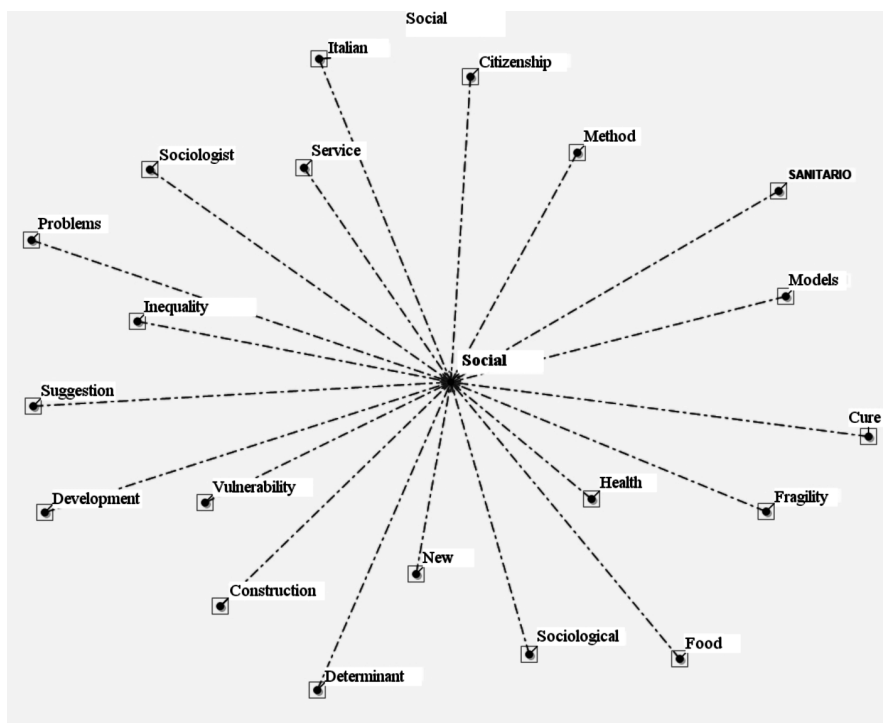 Social
Italian
Citizenship
Method
Service
Sociologist
SANITARIO
Problems
Models
Inequality
Social
Suggestion
Cure
Health
Vulnerability
Development
Fragility
New
Construction
Sociological
Food
Determinant